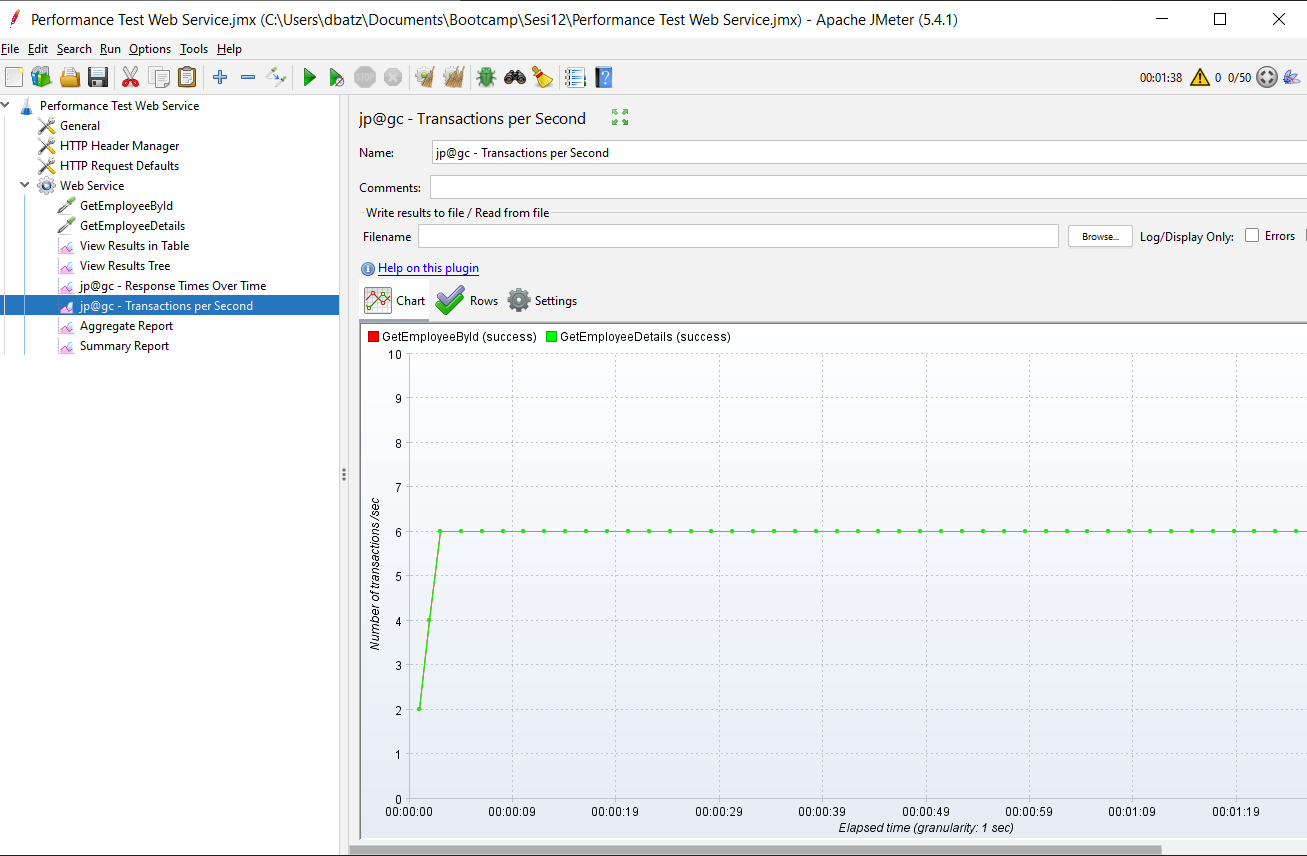 Performance Test Web Service.jmx (C:\Users\dbatz\Documents\Bootcamp\Sesi12\Performance Test Web Service.jmx) - Apache JMeter (5.4.1)
File Edit Search Run Options Tools Help
STOP 00:01:38 0 0/50
Performance Test Web Service
General
HTTP Header Manager
HTTP Request Defaults
Web Service
GetEmployeeById
GetEmployeeDetails
View Results in Table
View Results Tree
jp@gc - Response Times Over Time
jp@gc - Transactions per Second
Aggregate Report
Summary Report
jp@gc - Transactions per Second
Name: jp@gc - Transactions per Second
Comments:
Write results to file / Read from file
Filename Browse... Log/Display Only: Errors
Help on this plugin
Chart Rows Settings
GetEmployeeById (success) GetEmployeeDetails (success)
10
9
8
7
6
5
4
3
2
1
0
Number of transactions /sec
00:00:00 00:00:09 00:00:19 00:00:29 00:00:39 00:00:49 00:00:59 00:01:09 00:01:19
Elapsed time (granularity: 1 sec)